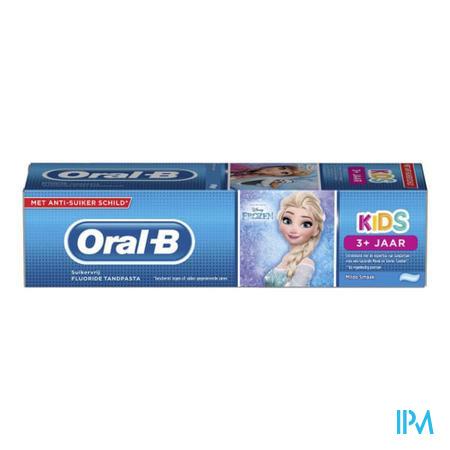 MET ANTI-SUIKER SCHILD*
Oral-B
Suikervrij
FLUORIDE TANDPASTA
Disney
FROZEN
KIDS
3+ JAAR
Milde Smaak
IPM